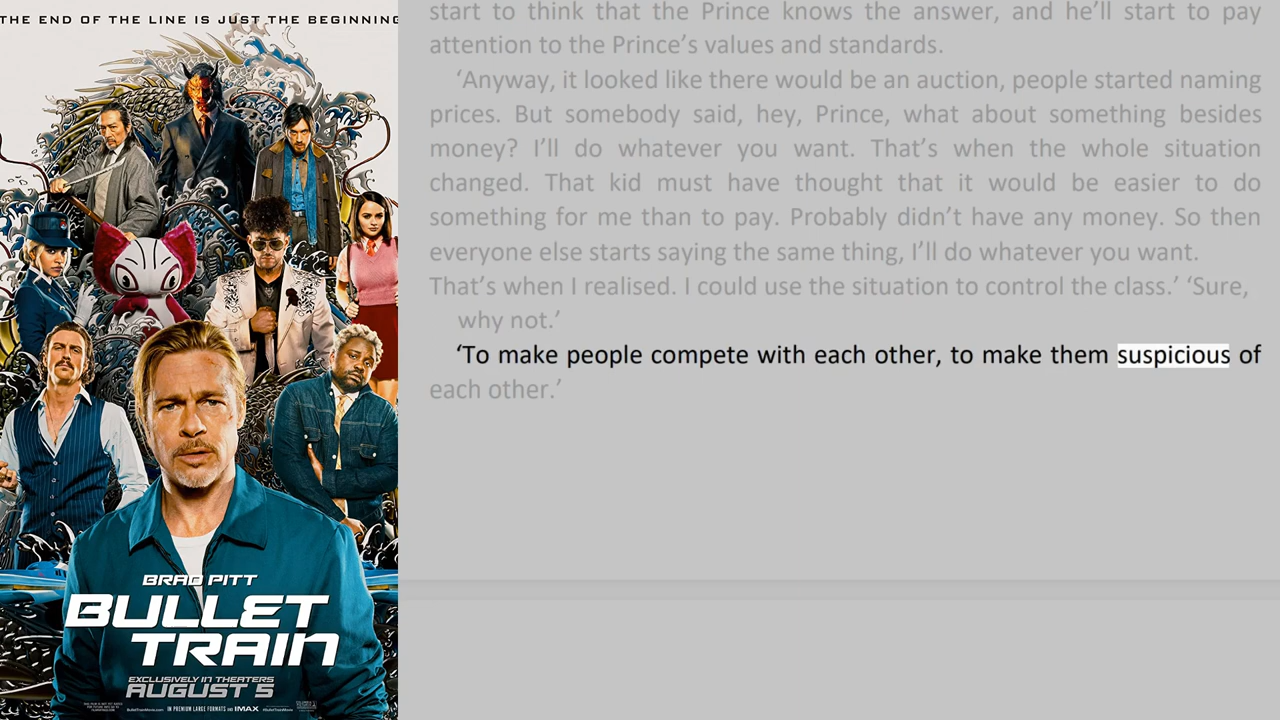 THE END OF THE LINE IS JUST THE BEGINNING
BRAD PITT
BULLET
TRAIN
EXCLUSIVELY IN THEATERS
AUGUST 5
BulletTrainMovie.com
IN PREMIUM LARGE FORMATS AND IMAX
#BulletTrainMovie
start to think that the Prince knows the answer, and he’ll start to pay
attention to the Prince’s values and standards.
‘Anyway, it looked like there would be an auction, people started naming
prices. But somebody said, hey, Prince, what about something besides
money? I’ll do whatever you want. That’s when the whole situation
changed. That kid must have thought that it would be easier to do
something for me than to pay. Probably didn’t have any money. So then
everyone else starts saying the same thing, I’ll do whatever you want.
That’s when I realised. I could use the situation to control the class.’ ‘Sure,
why not.’
‘To make people compete with each other, to make them suspicious of
each other.’